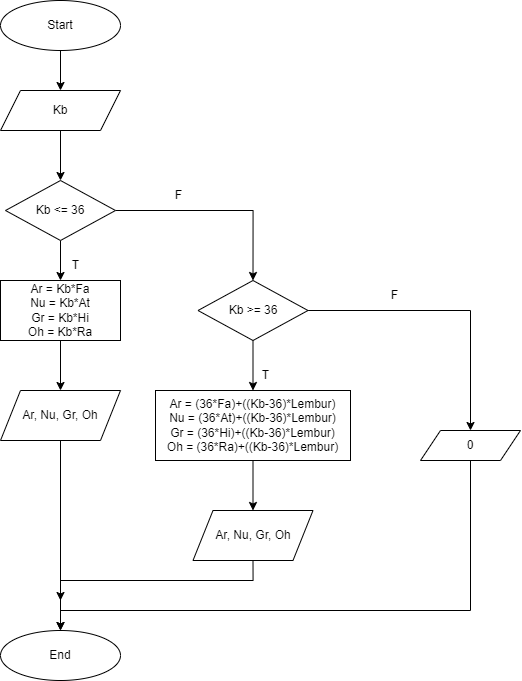 Start
Kb
Kb <= 36
F
T
Ar = Kb*Fa
Nu = Kb*At
Gr = Kb*Hi
Oh = Kb*Ra
Kb >= 36
F
T
Ar = (36*Fa)+((Kb-36)*Lembur)
Nu = (36*At)+((Kb-36)*Lembur)
Gr = (36*Hi)+((Kb-36)*Lembur)
Oh = (36*Ra)+((Kb-36)*Lembur)
Ar, Nu, Gr, Oh
0
Ar, Nu, Gr, Oh
End